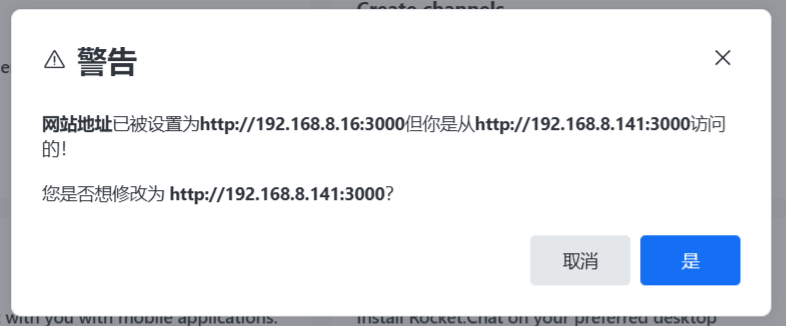 Create channels
警告
网站地址已被设置为http://192.168.8.16:3000但你是从http://192.168.8.141:3000访问
的！
您是否想修改为 http://192.168.8.141:3000？
取消
是
with you with mobile applications.
Install Rocket.Chat on your preferred desktop